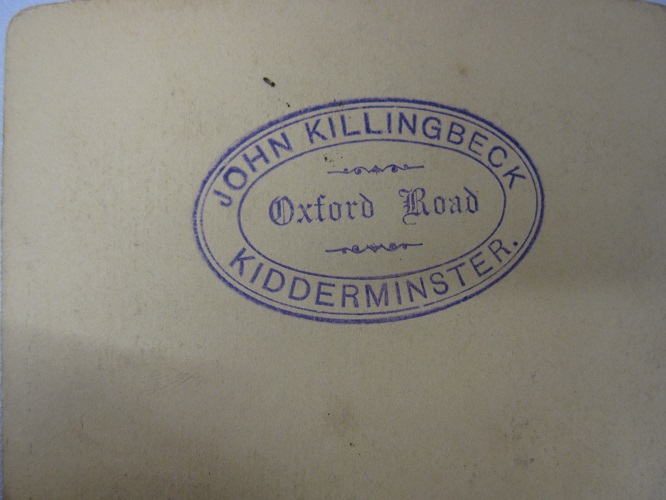 JOHN KILLINGBECK
Oxford Road
KIDDERMINSTER.